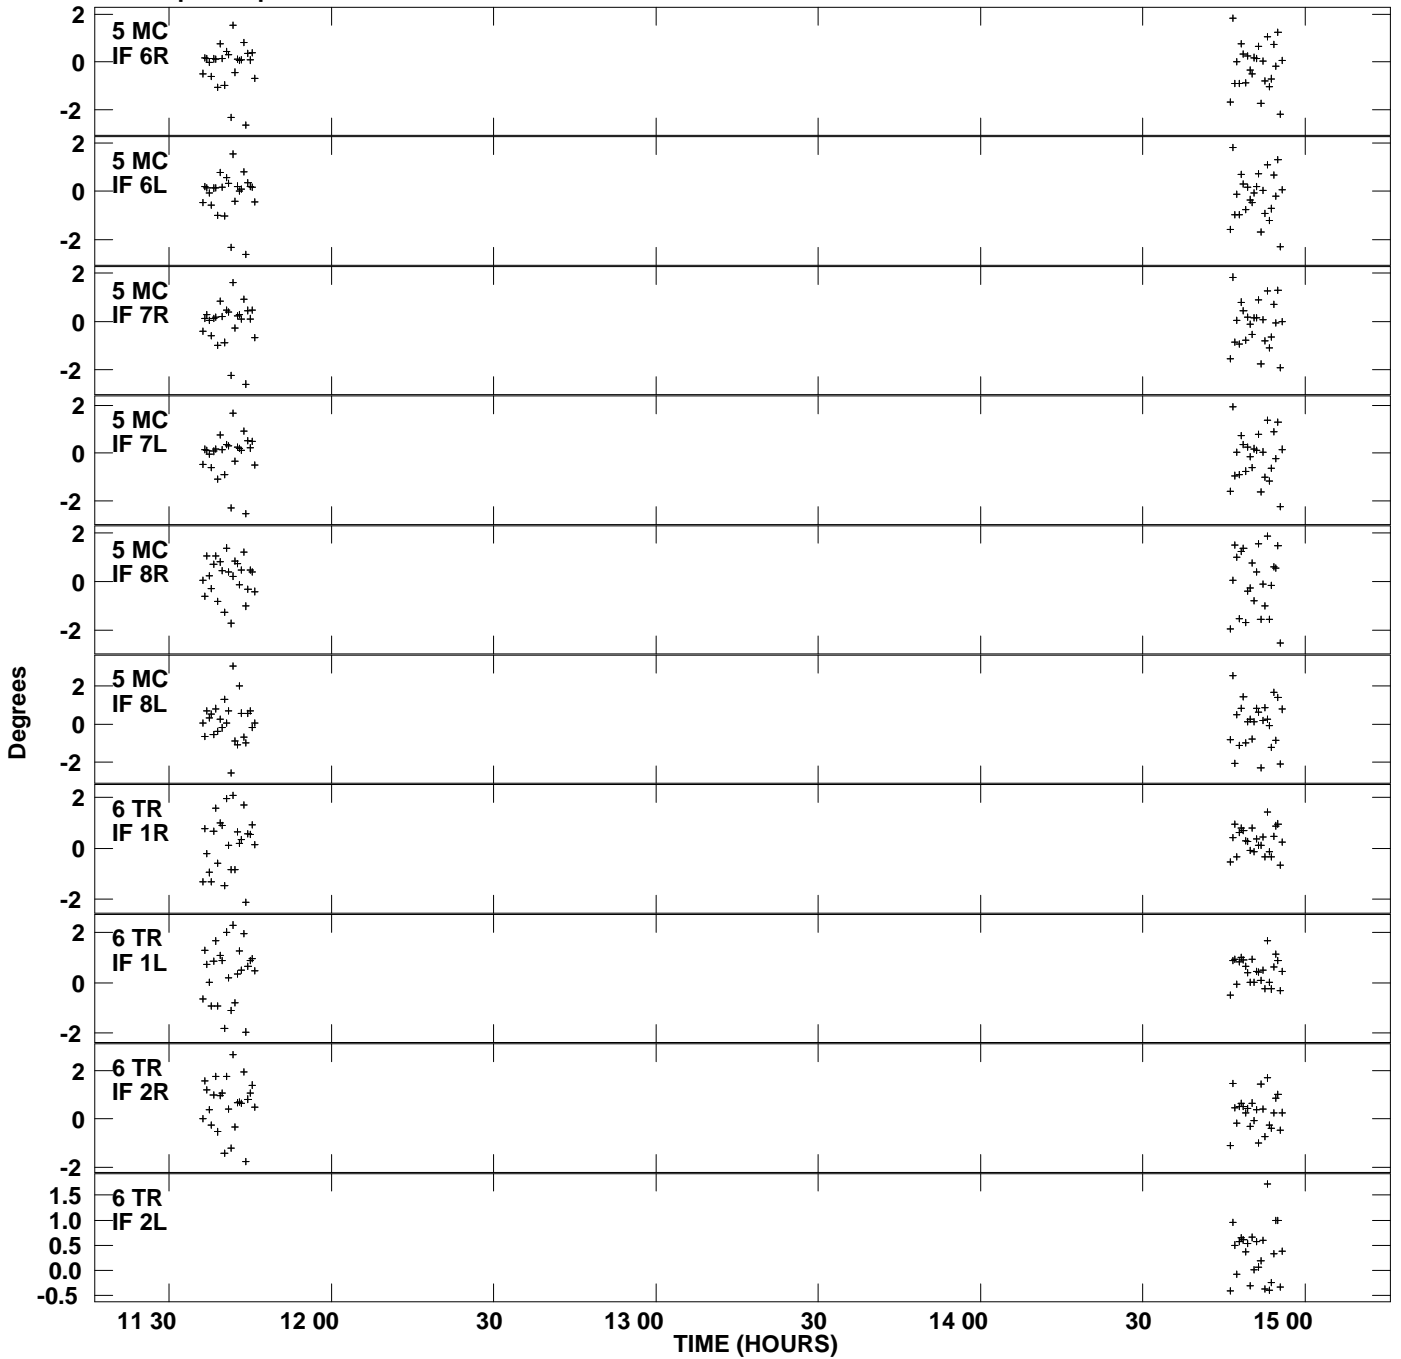 2
0
-2
5 MC
IF 6R
2
0
-2
5 MC
IF 6L
2
0
-2
5 MC
IF 7R
2
0
-2
5 MC
IF 7L
2
0
-2
5 MC
IF 8R
2
0
-2
5 MC
IF 8L
2
0
-2
6 TR
IF 1R
2
0
-2
6 TR
IF 1L
2
0
-2
6 TR
IF 2R
1.5
1.0
0.5
0.0
-0.5
6 TR
IF 2L
Degrees
11 30 12 00 30 13 00 30 14 00 30 15 00
TIME (HOURS)